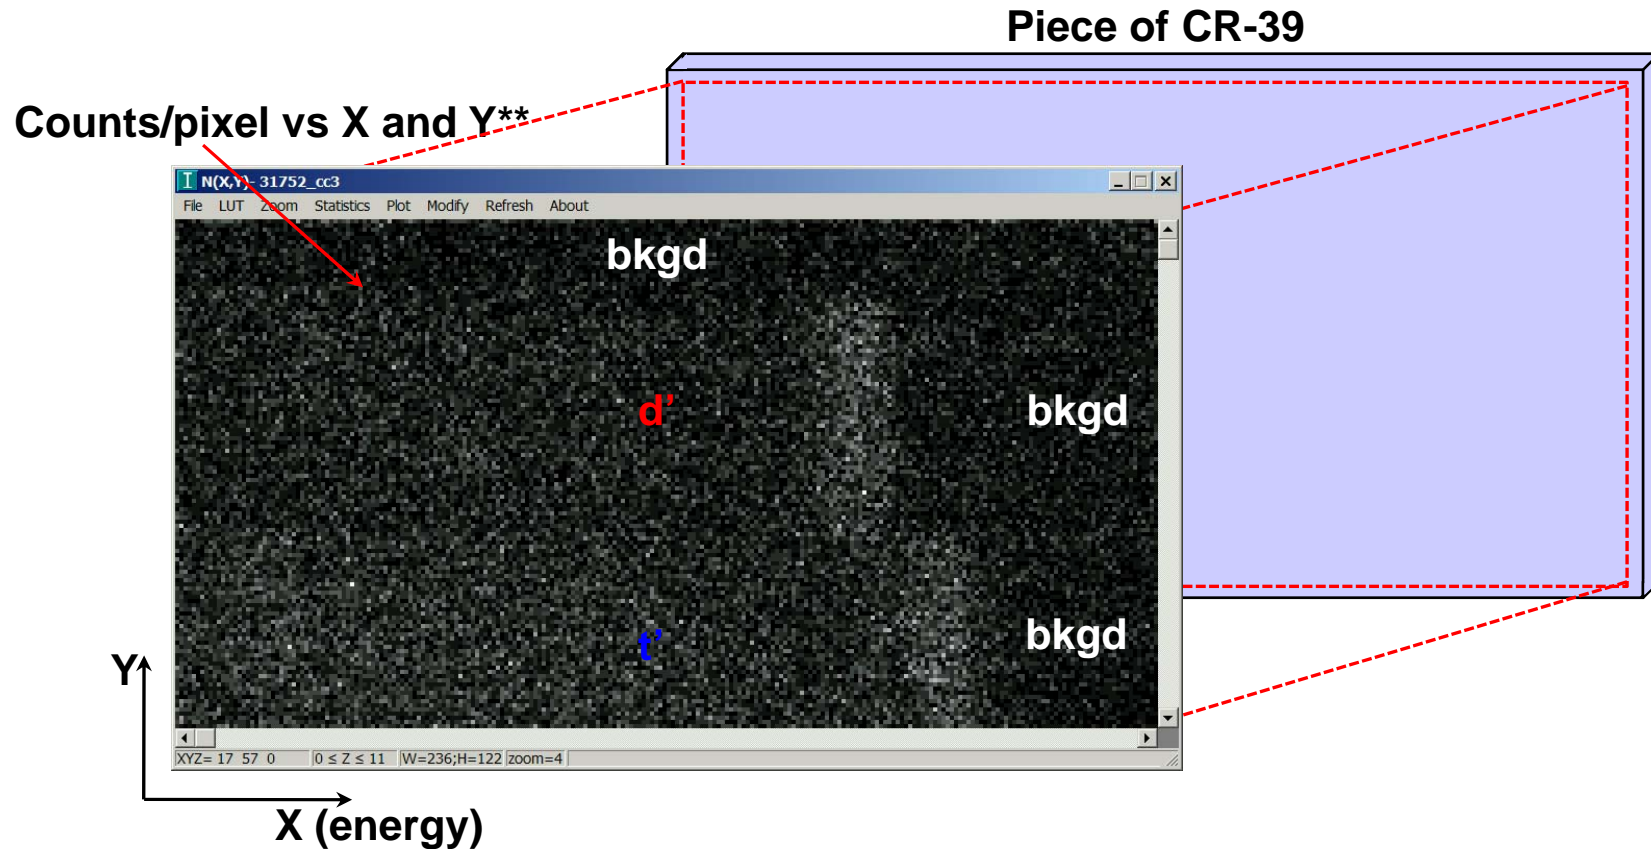 Piece of CR-39
Counts/pixel vs X and Y**
N(X,Y)- 31752_cc3
File LUT Zoom Statistics Plot Modify Refresh About
bkgd
d’
bkgd
t’
bkgd
Y
XYZ= 17 57 0 0 ≤ Z ≤ 11 W=236;H=122 zoom=4
X (energy)